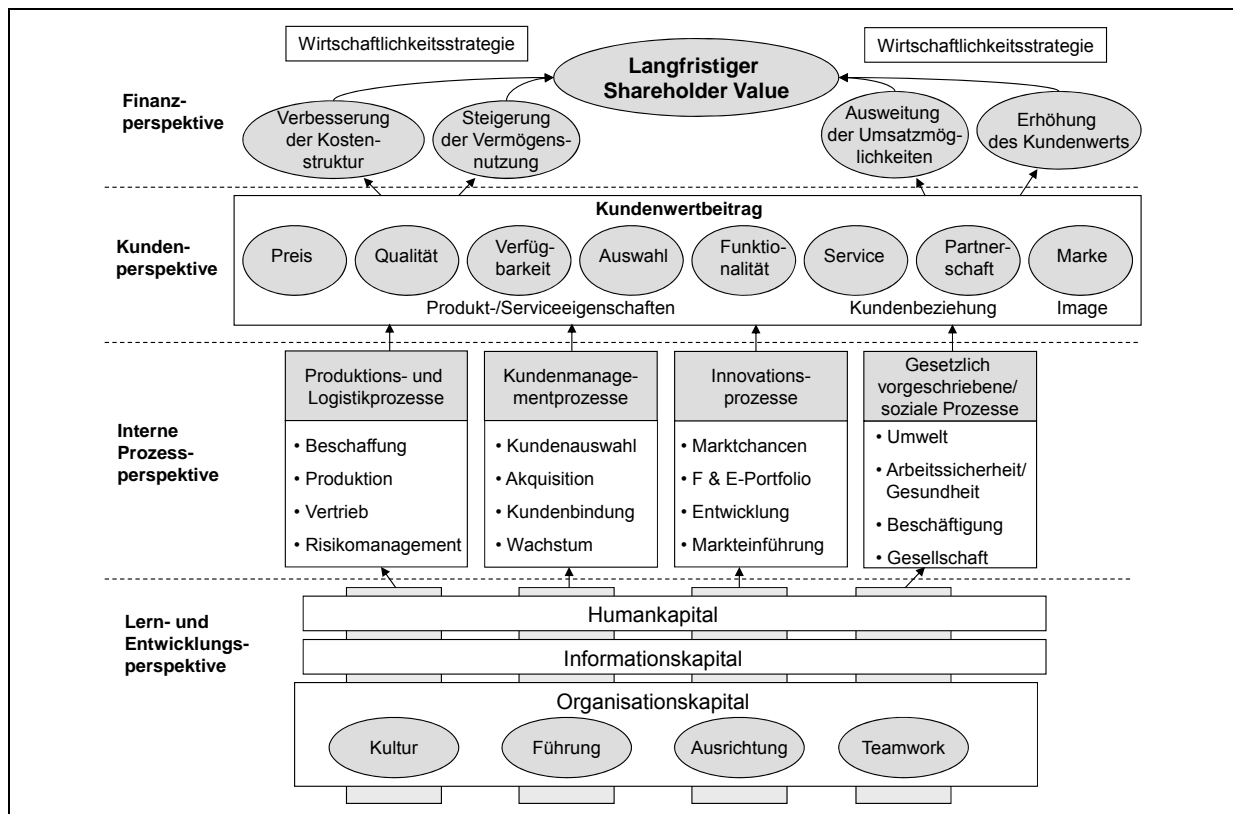 Wirtschaftlichkeitsstrategie
Wirtschaftlichkeitsstrategie
Langfristiger
Shareholder Value
Finanz-
perspektive
Verbesserung
der Kosten-
struktur
Steigerung
der Vermögens-
nutzung
Ausweitung
der Umsatzmög-
lichkeiten
Erhöhung
des Kundenwerts
Kundenwertbeitrag
Kunden-
perspektive
Preis
Qualität
Verfüg-
barkeit
Auswahl
Funktio-
nalität
Service
Partner-
schaft
Marke
Produkt-/Serviceeigenschaften
Kundenbeziehung
Image
Interne
Prozess-
perspektive
Produktions- und
Logistikprozesse
• Beschaffung
• Produktion
• Vertrieb
• Risikomanagement
Kundenmanage-
mentprozesse
• Kundenauswahl
• Akquisition
• Kundenbindung
• Wachstum
Innovations-
prozesse
• Marktchancen
• F & E-Portfolio
• Entwicklung
• Markteinführung
Gesetzlich
vorgeschriebene/
soziale Prozesse
• Umwelt
• Arbeitssicherheit/
Gesundheit
• Beschäftigung
• Gesellschaft
Lern- und
Entwicklungs-
perspektive
Humankapital
Informationskapital
Organisationskapital
Kultur
Führung
Ausrichtung
Teamwork